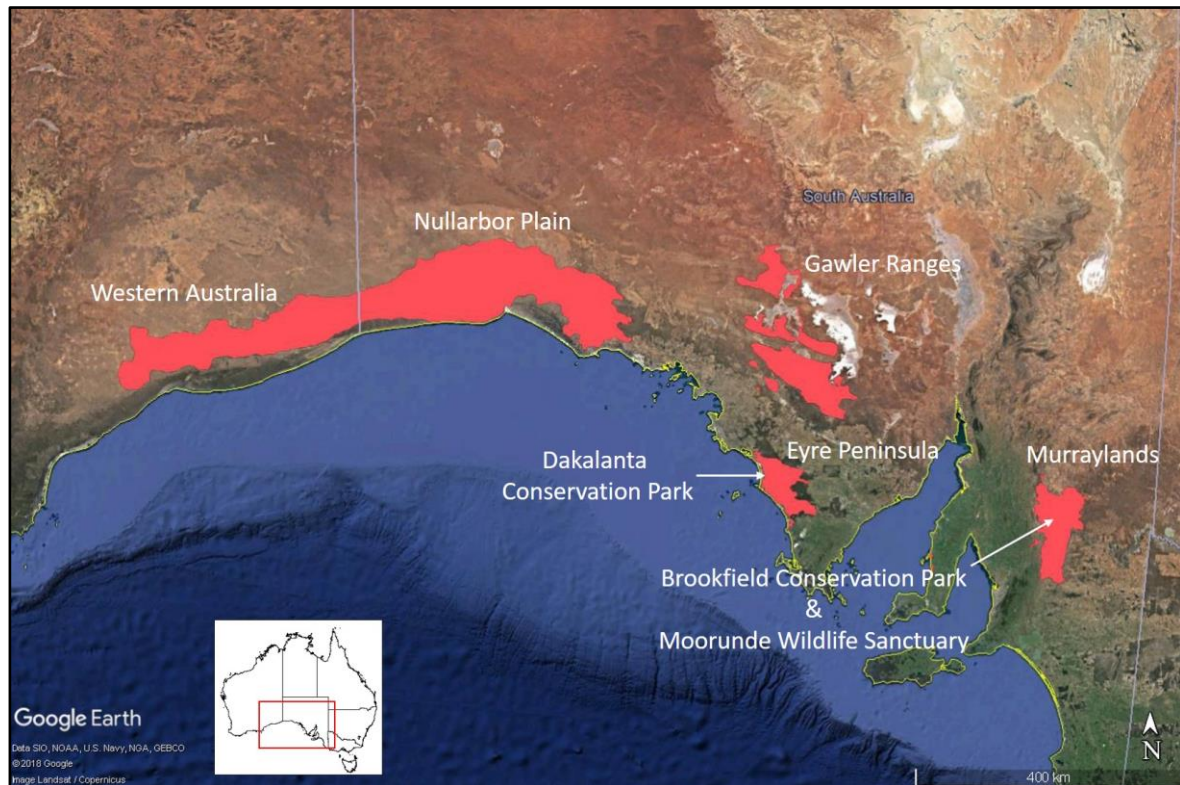 South Australia
Nullarbor Plain
Gawler Ranges
Western Australia
Eyre Peninsula
Murraylands
Dakalanta
Conservation Park
Brookfield Conservation Park
&
Moorunde Wildlife Sanctuary
Google Earth
Data SIO, NOAA, U.S. Navy, NGA, GEBCO
©2018 Google
Image Landsat / Copernicus
N
400 km